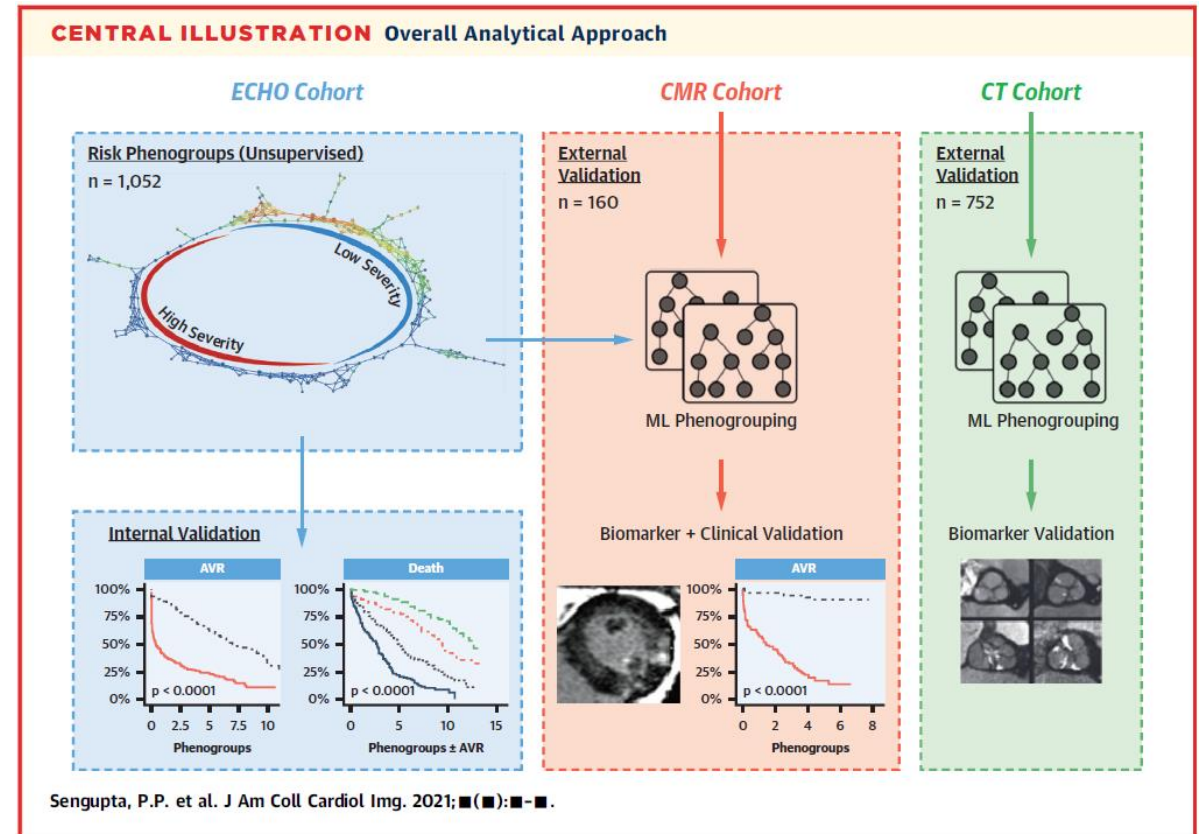 CENTRAL ILLUSTRATION Overall Analytical Approach
ECHO Cohort
Risk Phenogroups (Unsupervised)
n = 1,052
Low Severity
High Severity
Internal Validation
AVR
100%
75%
50%
25%
0%
p < 0.0001
0 2.5 5 7.5 10
Phenogroups
Death
100%
75%
50%
25%
0%
p < 0.0001
0 5 10 15
Phenogroups ± AVR
CMR Cohort
External
Validation
n = 160
ML Phenogrouping
Biomarker + Clinical Validation
AVR
100%
75%
50%
25%
0%
p < 0.0001
0 2 4 6 8
Phenogroups
CT Cohort
External
Validation
n = 752
ML Phenogrouping
Biomarker Validation
Sengupta, P.P. et al. J Am Coll Cardiol Img. 2021;■(■):■-■.